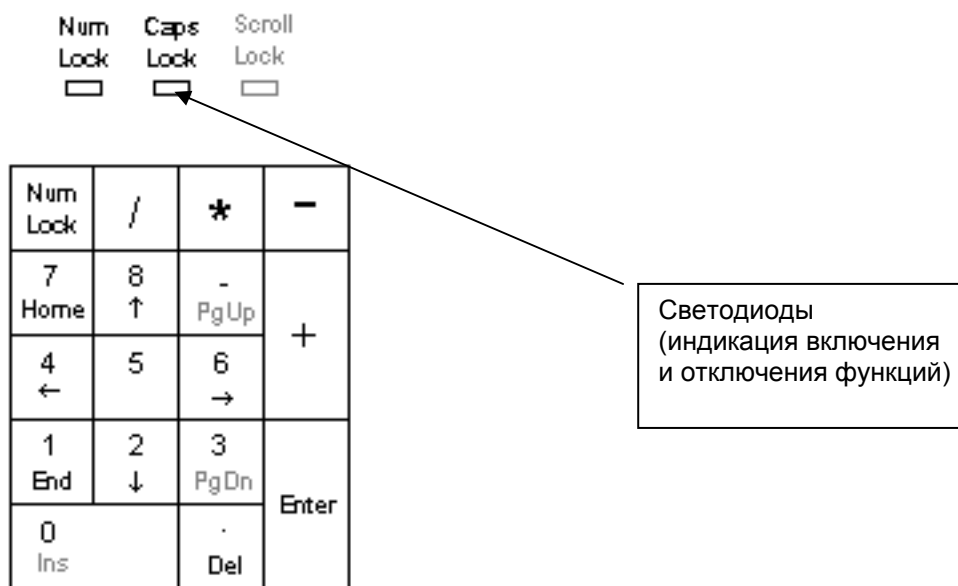 Num Caps Scroll
Lock Lock Lock
Num
Lock
/
*
-
7
Home
8
↑
-
PgUp
+
4
←
5
6
→
1
End
2
↓
3
PgDn
Enter
0
Ins
.
Del
Светодиоды
(индикация включения
и отключения функций)